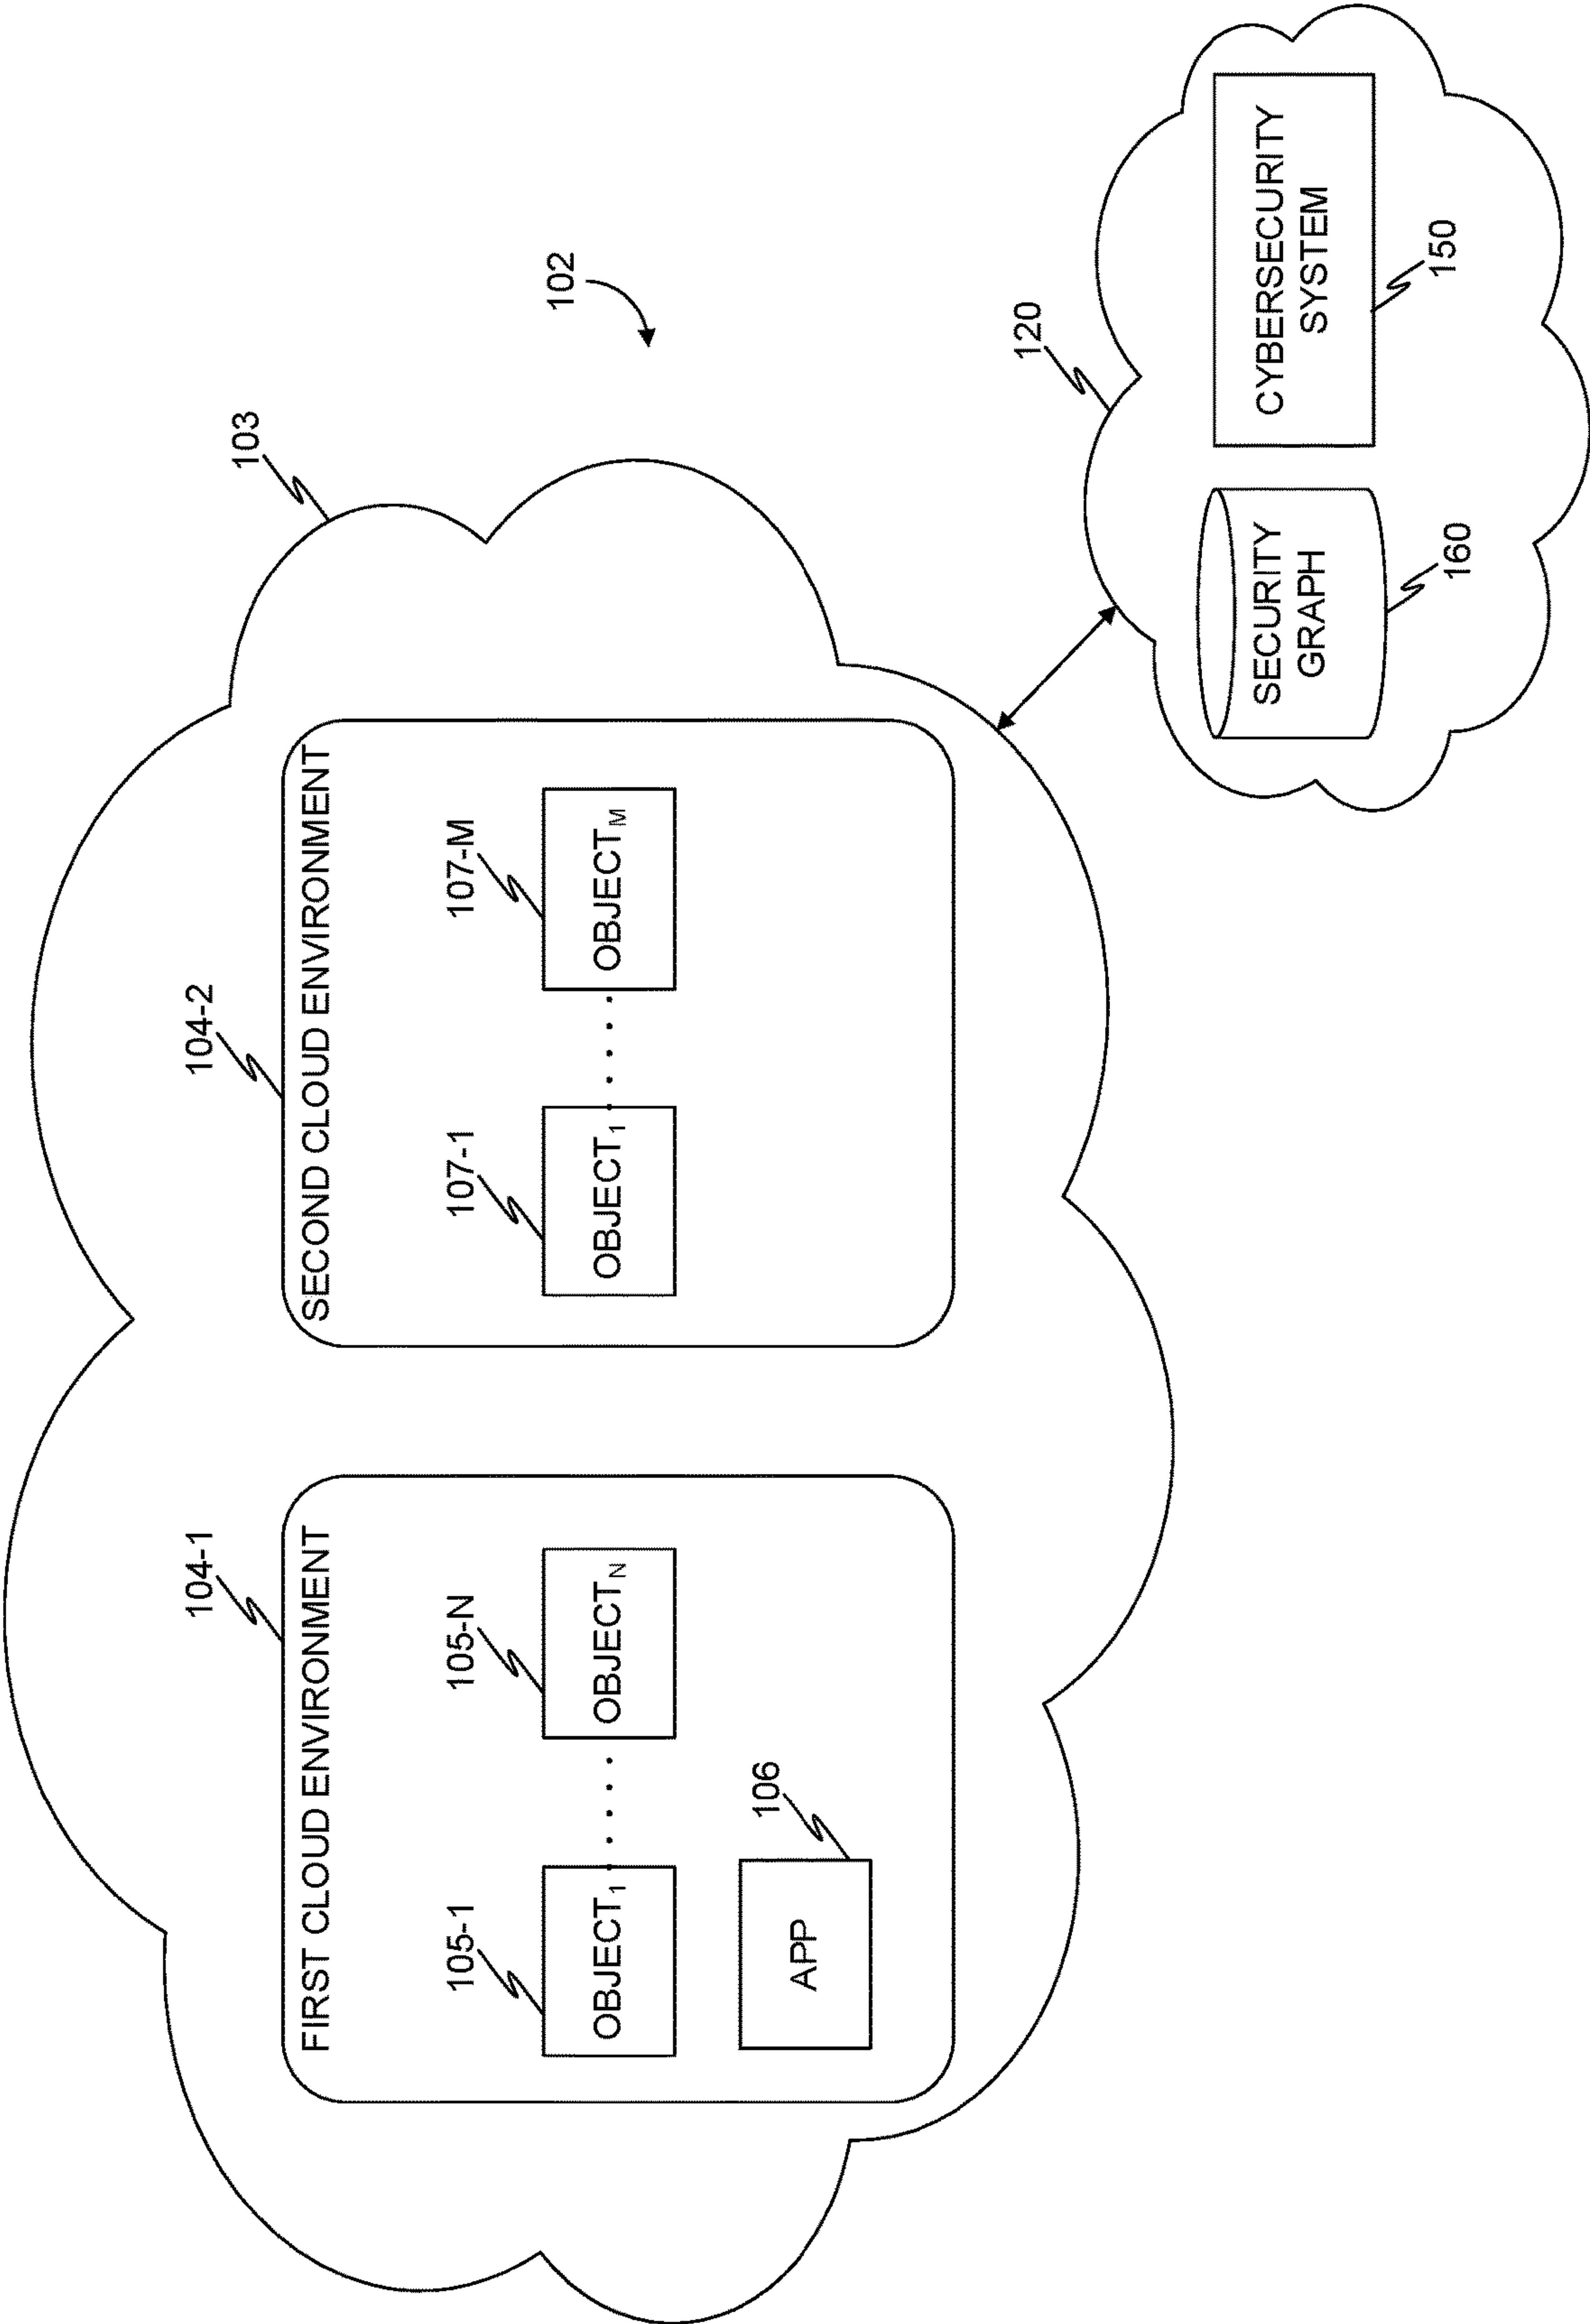 102
103
104-1
FIRST CLOUD ENVIRONMENT
105-1
OBJECT1
.....
105-N
OBJECTN
106
APP
104-2
SECOND CLOUD ENVIRONMENT
107-1
OBJECT1
.....
107-M
OBJECTM
120
SECURITY
GRAPH
160
CYBERSECURITY
SYSTEM
150